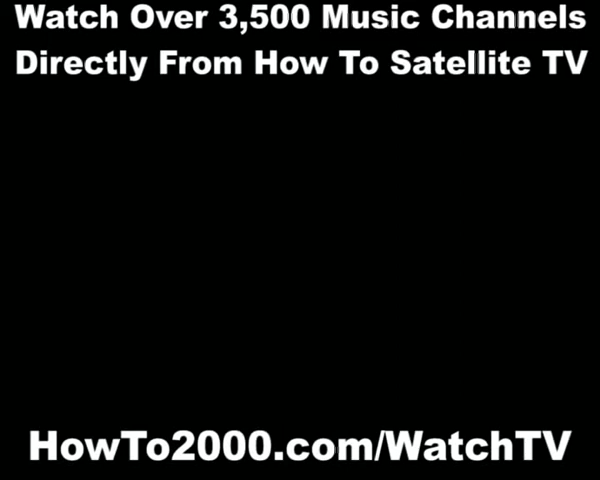 Watch Over 3,500 Music Channels
Directly From How To Satellite TV
HowTo2000.com/WatchTV